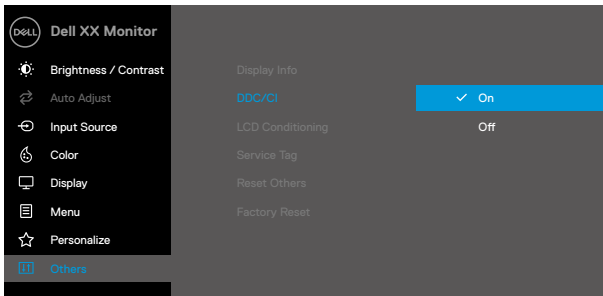 DELL Dell XX Monitor
Brightness / Contrast
Auto Adjust
Input Source
Color
Display
Menu
Personalize
Others
Display Info
DDC/CI
LCD Conditioning
Service Tag
Reset Others
Factory Reset
On
Off